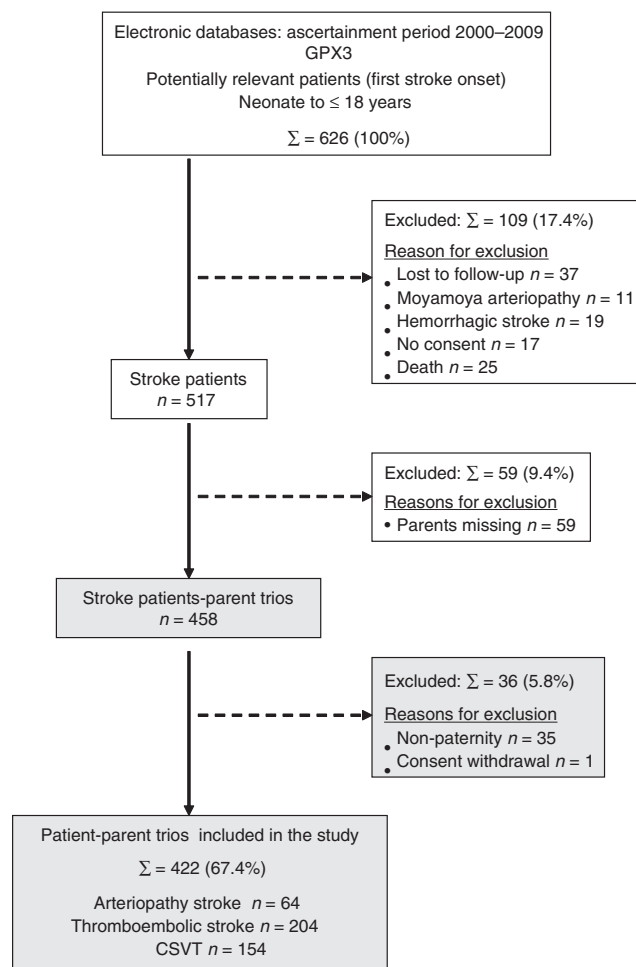 Electronic databases: ascertainment period 2000–2009
GPX3
Potentially relevant patients (first stroke onset)
Neonate to ≤ 18 years
Σ = 626 (100%)
Excluded: Σ = 109 (17.4%)
Reason for exclusion
• Lost to follow-up n = 37
• Moyamoya arteriopathy n = 11
• Hemorrhagic stroke n = 19
• No consent n = 17
• Death n = 25
Stroke patients
n = 517
Excluded: Σ = 59 (9.4%)
Reasons for exclusion
• Parents missing n = 59
Stroke patients-parent trios
n = 458
Excluded: Σ = 36 (5.8%)
Reasons for exclusion
• Non-paternity n = 35
• Consent withdrawal n = 1
Patient-parent trios included in the study
Σ = 422 (67.4%)
Arteriopathy stroke n = 64
Thromboembolic stroke n = 204
CSVT n = 154